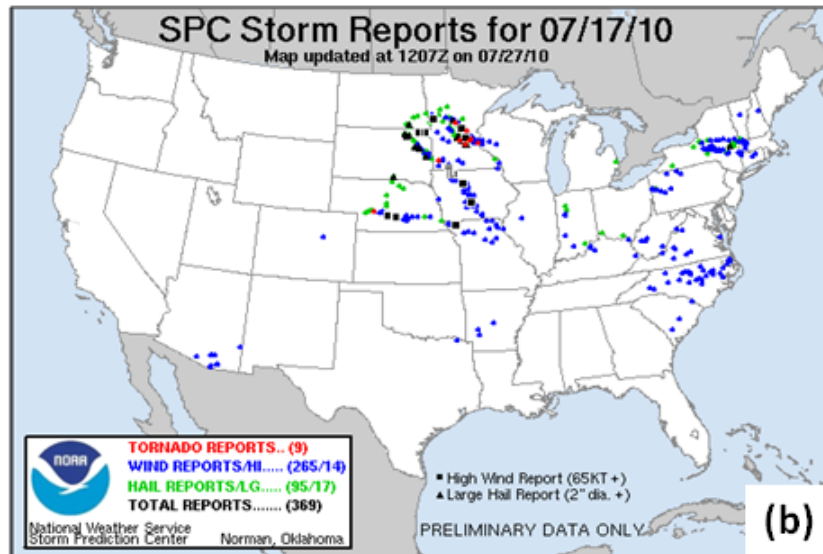 SPC Storm Reports for 07/17/10
Map updated at 1207Z on 07/27/10
NOAA
TORNADO REPORTS.. (9)
WIND REPORTS/HI..... (265/14)
HAIL REPORTS/LG..... (95/17)
TOTAL REPORTS....... (369)
National Weather Service
Storm Prediction Center Norman, Oklahoma
■ High Wind Report (65KT +)
▲ Large Hail Report (2" dia. +)
PRELIMINARY DATA ONLY
(b)